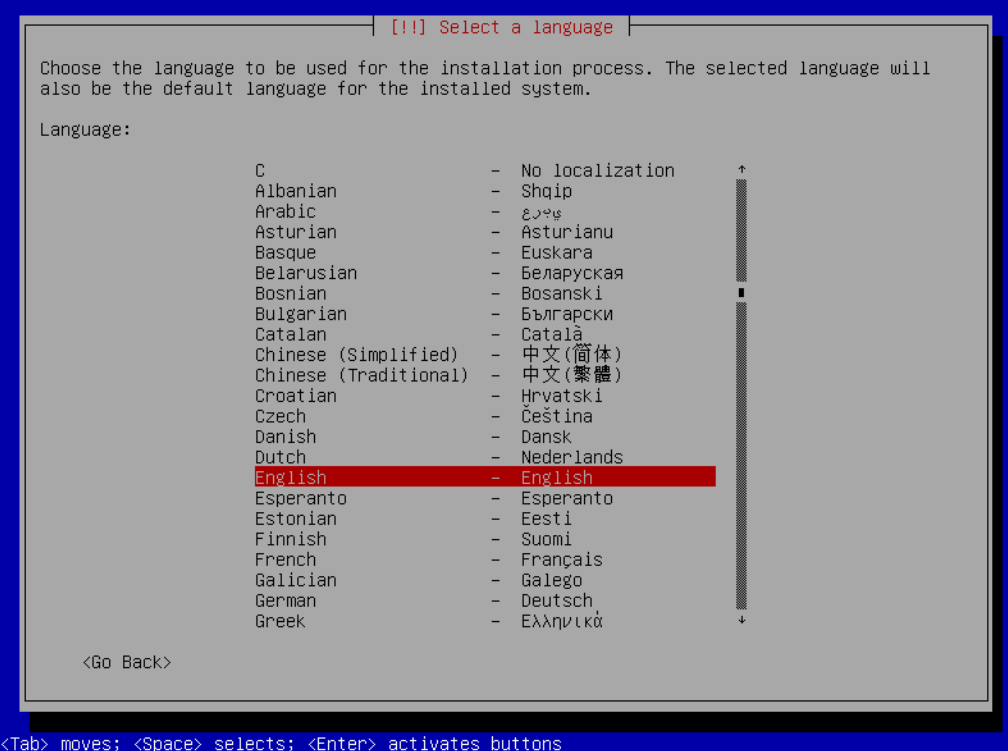 [!!] Select a language
Choose the language to be used for the installation process. The selected language will
also be the default language for the installed system.
Language:
C - No localization
Albanian - Shqip
Arabic - عربي
Asturian - Asturianu
Basque - Euskara
Belarusian - Беларуская
Bosnian - Bosanski
Bulgarian - Български
Catalan - Català
Chinese (Simplified) - 中文(简体)
Chinese (Traditional) - 中文(繁體)
Croatian - Hrvatski
Czech - Čeština
Danish - Dansk
Dutch - Nederlands
English - English
Esperanto - Esperanto
Estonian - Eesti
Finnish - Suomi
French - Français
Galician - Galego
German - Deutsch
Greek - Ελληνικά
<Go Back>
<Tab> moves; <Space> selects; <Enter> activates buttons